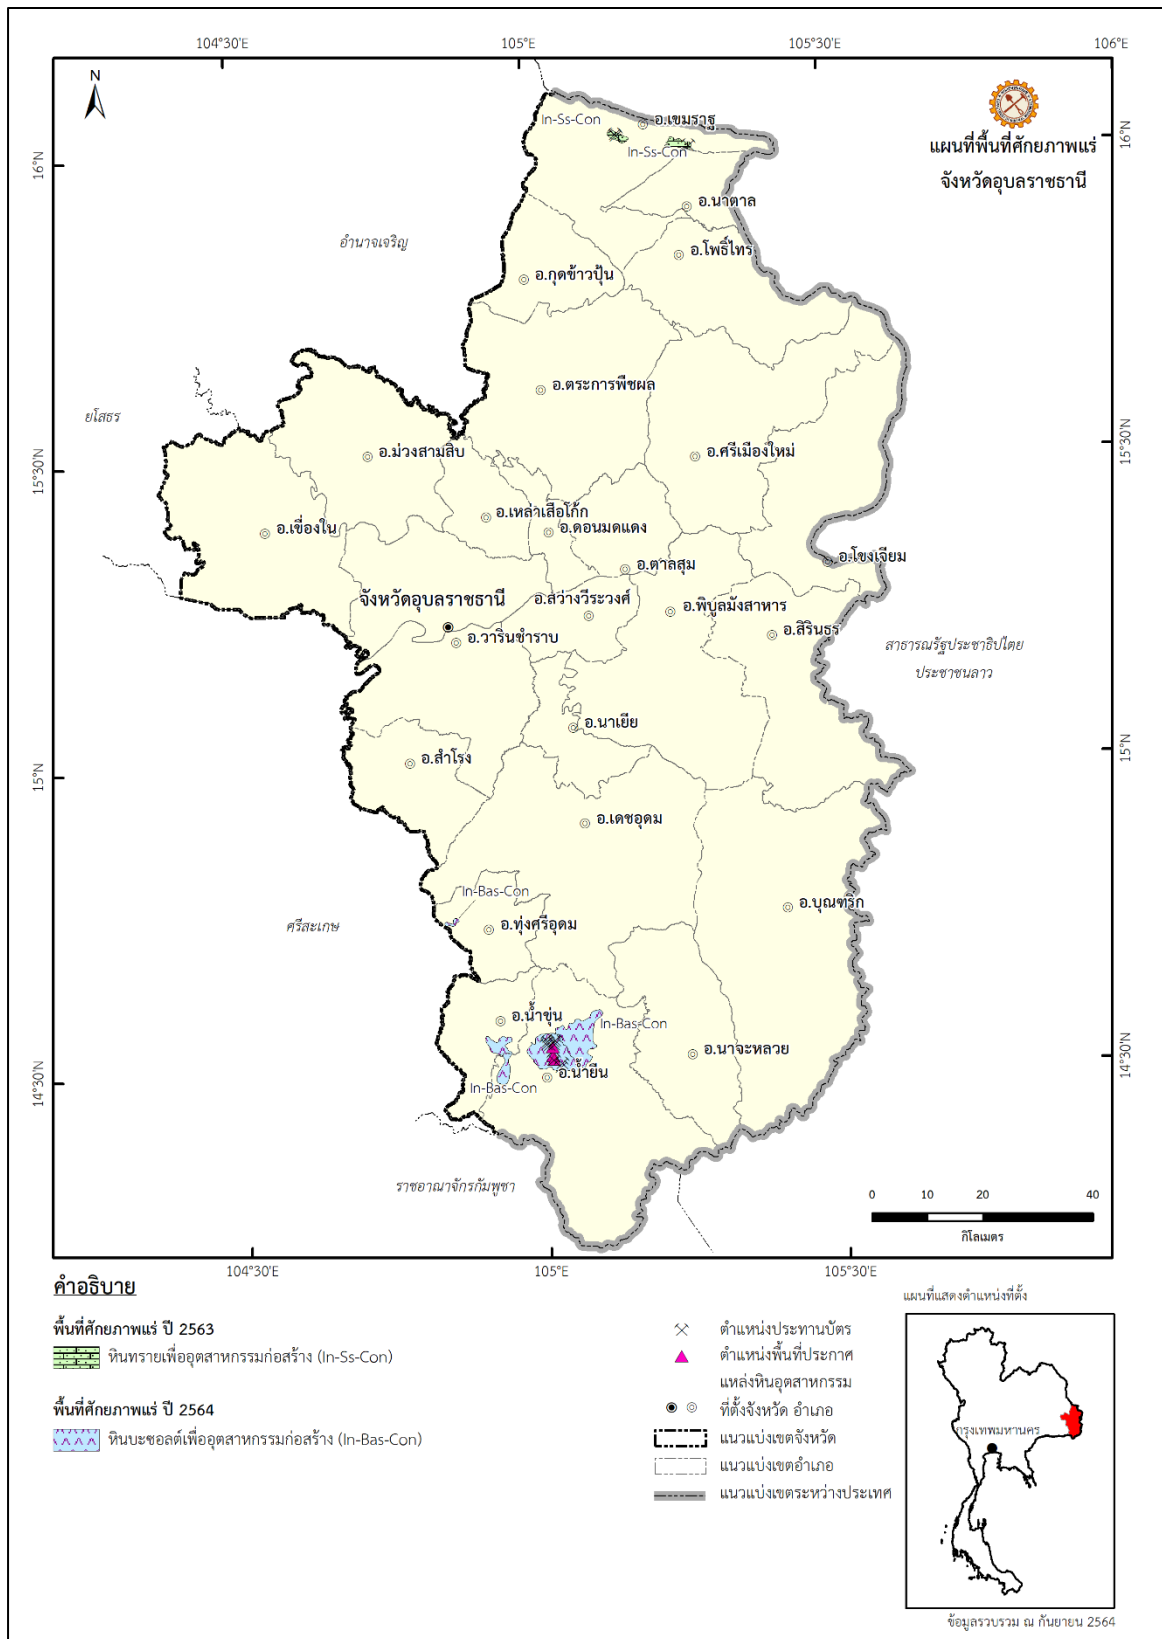 104°30'E
105°E
105°30'E
106°E
N
In-Ss-Con
อ.เขมราฐ
In-Ss-Con
แผนที่พื้นที่ศักยภาพแร่
จังหวัดอุบลราชธานี
16°N
16°N
อ.นาตาล
อำนาจเจริญ
อ.โพธิ์ไทร
อ.กุดข้าวปุ้น
อ.ตระการพืชผล
ยโสธร
อ.ม่วงสามสิบ
อ.ศรีเมืองใหม่
15°30'N
15°30'N
อ.เหล่าเสือโก้ก
อ.เขื่องใน
อ.ดอนมดแดง
อ.โขงเจียม
อ.ตาลสุม
จังหวัดอุบลราชธานี
อ.สว่างวีระวงศ์
อ.พิบูลมังสาหาร
อ.สิรินธร
อ.วารินชำราบ
สาธารณรัฐประชาธิปไตย
ประชาชนลาว
อ.นาเยีย
อ.สำโรง
15°N
15°N
อ.เดชอุดม
In-Bas-Con
อ.บุณฑริก
อ.ทุ่งศรีอุดม
ศรีสะเกษ
อ.น้ำขุ่น
In-Bas-Con
อ.นาจะหลวย
14°30'N
14°30'N
อ.น้ำยืน
In-Bas-Con
ราชอาณาจักรกัมพูชา
0 10 20 40
กิโลเมตร
104°30'E
105°E
105°30'E
คำอธิบาย
พื้นที่ศักยภาพแร่ ปี 2563
หินทรายเพื่ออุตสาหกรรมก่อสร้าง (In-Ss-Con)
พื้นที่ศักยภาพแร่ ปี 2564
หินบะซอลต์เพื่ออุตสาหกรรมก่อสร้าง (In-Bas-Con)
ตำแหน่งประทานบัตร
ตำแหน่งพื้นที่ประกาศ
แหล่งหินอุตสาหกรรม
ที่ตั้งจังหวัด อำเภอ
แนวแบ่งเขตจังหวัด
แนวแบ่งเขตอำเภอ
แนวแบ่งเขตระหว่างประเทศ
แผนที่แสดงตำแหน่งที่ตั้ง
กรุงเทพมหานคร
ข้อมูลรวบรวม ณ กันยายน 2564